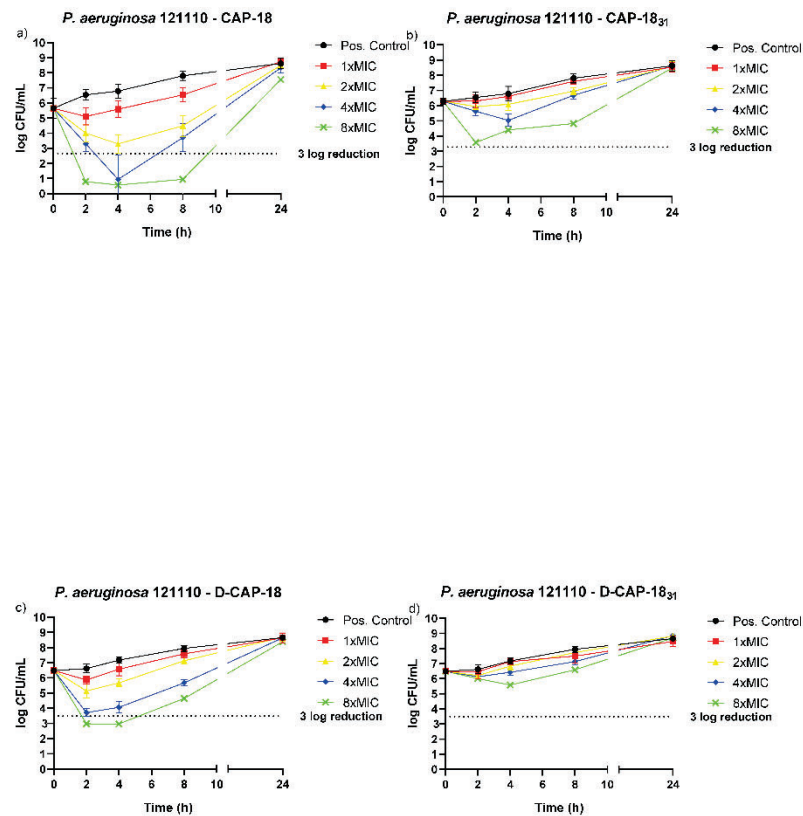 P. aeruginosa 121110 - CAP-18
a)
log CFU/mL
10
9
8
7
6
5
4
3
2
1
0
0 2 4 6 8 10 24
Time (h)
Pos. Control
1xMIC
2xMIC
4xMIC
8xMIC
3 log reduction
P. aeruginosa 121110 - CAP-18₃₁
b)
log CFU/mL
10
9
8
7
6
5
4
3
2
1
0
0 2 4 6 8 10 24
Time (h)
Pos. Control
1xMIC
2xMIC
4xMIC
8xMIC
3 log reduction
P. aeruginosa 121110 - D-CAP-18
c)
log CFU/mL
10
9
8
7
6
5
4
3
2
1
0
0 2 4 6 8 10 24
Time (h)
Pos. Control
1xMIC
2xMIC
4xMIC
8xMIC
3 log reduction
P. aeruginosa 121110 - D-CAP-18₃₁
d)
log CFU/mL
10
9
8
7
6
5
4
3
2
1
0
0 2 4 6 8 10 24
Time (h)
Pos. Control
1xMIC
2xMIC
4xMIC
8xMIC
3 log reduction